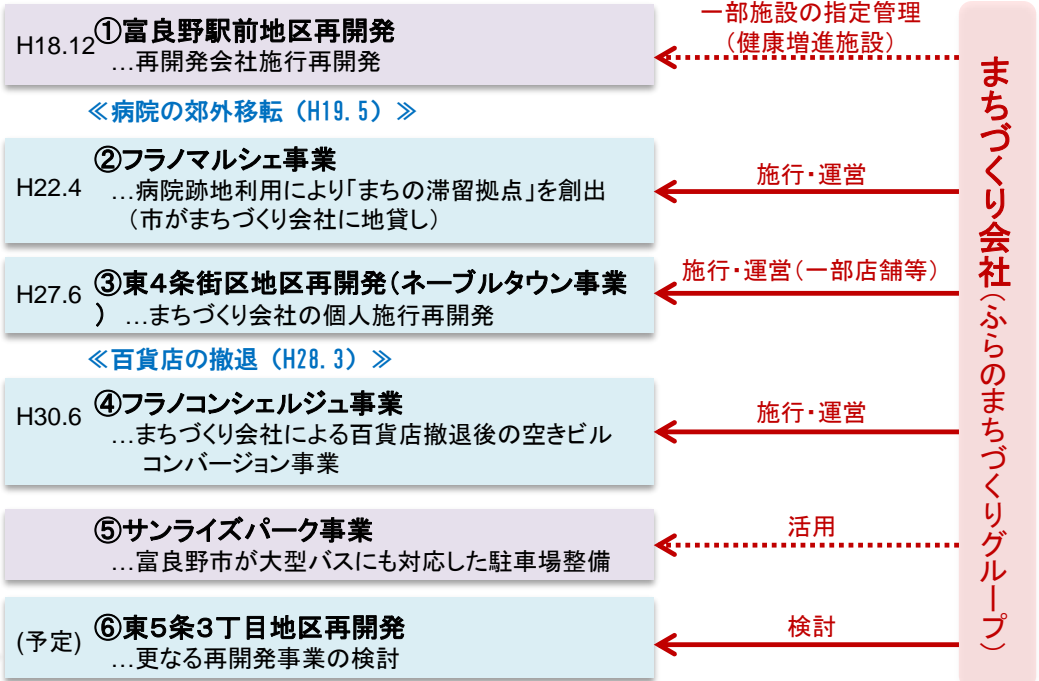 H18.12
①富良野駅前地区再開発
…再開発会社施行再開発
一部施設の指定管理
(健康増進施設)
≪病院の郊外移転（H19.5）≫
H22.4
②フラノマルシェ事業
…病院跡地利用により「まちの滞留拠点」を創出
（市がまちづくり会社に地貸し）
施行・運営
H27.6
③東４条街区地区再開発（ネーブルタウン事業
） …まちづくり会社の個人施行再開発
施行・運営（一部店舗等）
≪百貨店の撤退（H28.3）≫
H30.6
④フラノコンシェルジュ事業
…まちづくり会社による百貨店撤退後の空きビル
コンバージョン事業
施行・運営
⑤サンライズパーク事業
…富良野市が大型バスにも対応した駐車場整備
活用
(予定)
⑥東５条３丁目地区再開発
…更なる再開発事業の検討
検討
まちづくり会社（ふらのまちづくりグループ）